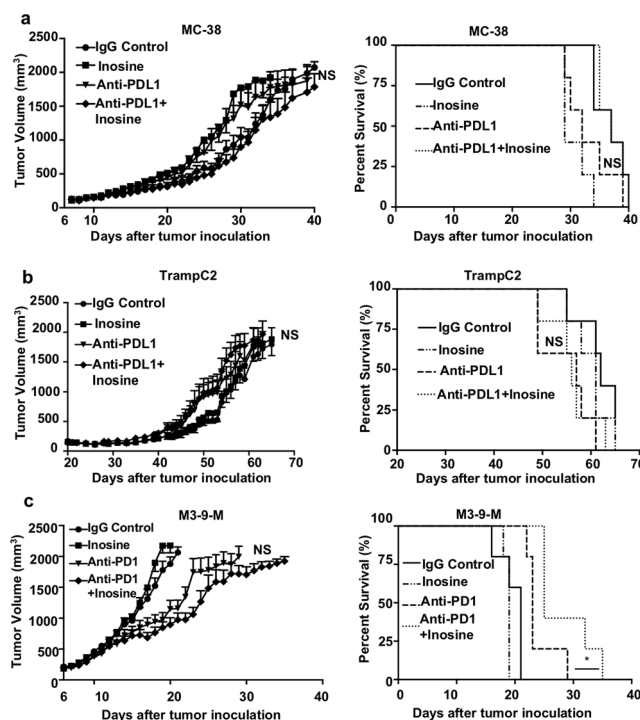 a
MC-38
Tumor Volume (mm³)
2500
2000
1500
1000
500
0
IgG Control
Inosine
Anti-PDL1
Anti-PDL1+
Inosine
NS
7 10 20 30 40
Days after tumor inoculation
MC-38
Percent Survival (%)
100
75
50
25
0
IgG Control
Inosine
Anti-PDL1
Anti-PDL1+Inosine
NS
0 10 20 30 40
Days after tumor inoculation
b
TrampC2
Tumor Volume (mm³)
2500
2000
1500
1000
500
0
IgG Control
Inosine
Anti-PDL1
Anti-PDL1+
Inosine
NS
20 30 40 50 60 70
Days after tumor inoculation
TrampC2
Percent Survival (%)
100
75
50
25
0
NS
IgG Control
Inosine
Anti-PDL1
Anti-PDL1+Inosine
20 30 40 50 60 70
Days after tumor inoculation
c
M3-9-M
Tumor Volume (mm³)
2500
2000
1500
1000
500
0
IgG Control
Inosine
Anti-PD1
Anti-PD1
+Inosine
NS
6 10 20 30 40
Days after tumor inoculation
M3-9-M
Percent Survival (%)
100
75
50
25
0
IgG Control
Inosine
Anti-PD1
Anti-PD1
+Inosine
*
0 10 20 30 40
Days after tumor inoculation